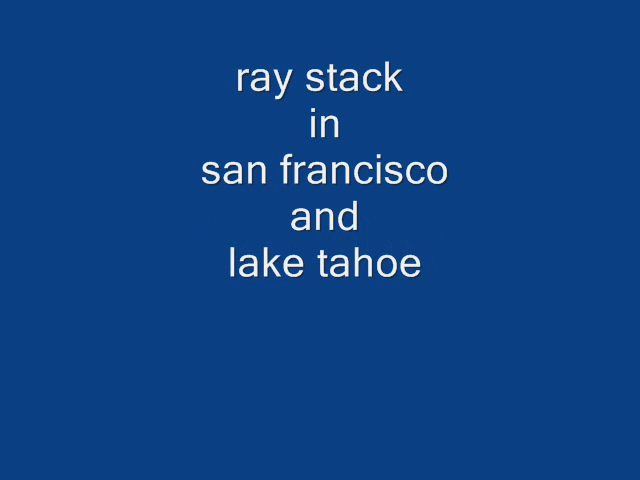 ray stack
in
san francisco
and
lake tahoe